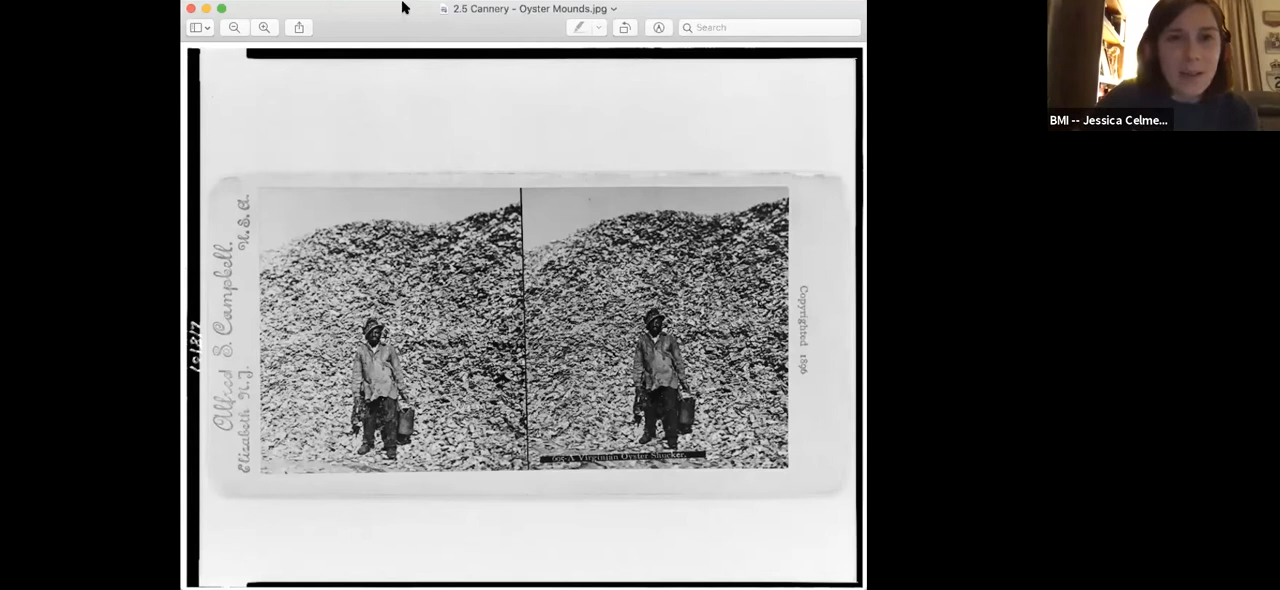 2.5 Cannery - Oyster Mounds.jpg
Search
BMI -- Jessica Celme...
Alfred S. Campbell.
Elizabeth N.J.
U.S.A.
Copyrighted 1896
A Virginian Oyster Shucker.